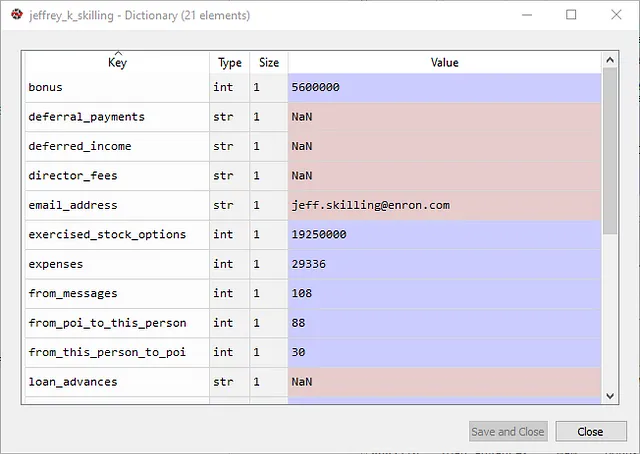 jeffrey_k_skilling - Dictionary (21 elements)
Key Type Size Value
bonus int 1 5600000
deferral_payments str 1 NaN
deferred_income str 1 NaN
director_fees str 1 NaN
email_address str 1 jeff.skilling@enron.com
exercised_stock_options int 1 19250000
expenses int 1 29336
from_messages int 1 108
from_poi_to_this_person int 1 88
from_this_person_to_poi int 1 30
loan_advances str 1 NaN
Save and Close Close